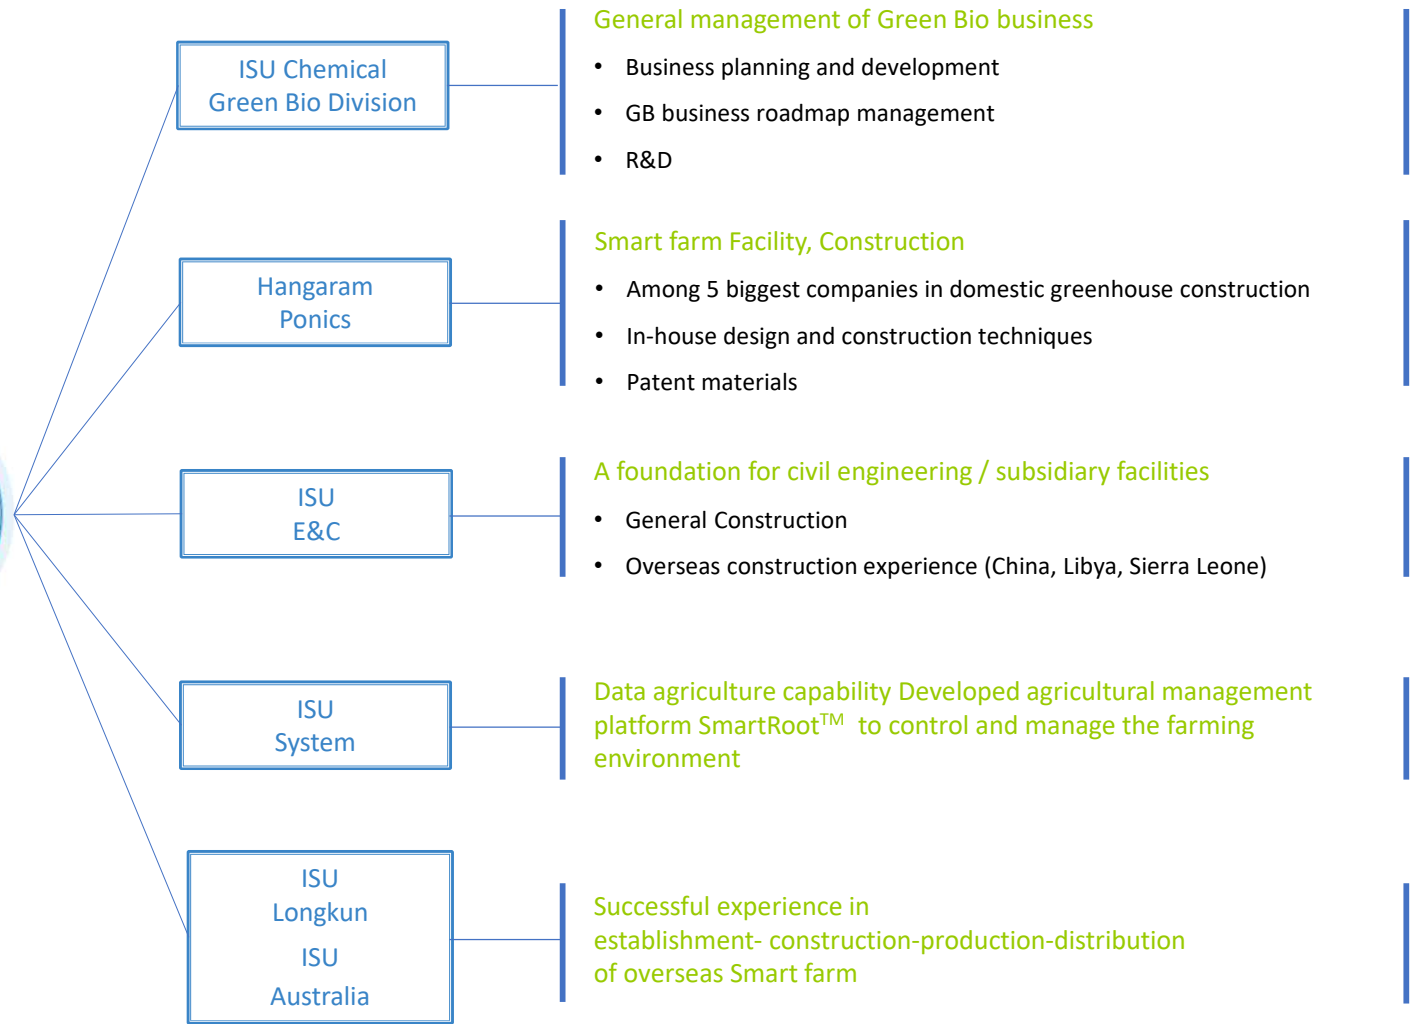 ISU Chemical
Green Bio Division
General management of Green Bio business
• Business planning and development
• GB business roadmap management
• R&D
Hangaram
Ponics
Smart farm Facility, Construction
• Among 5 biggest companies in domestic greenhouse construction
• In-house design and construction techniques
• Patent materials
ISU
E&C
A foundation for civil engineering / subsidiary facilities
• General Construction
• Overseas construction experience (China, Libya, Sierra Leone)
ISU
System
Data agriculture capability Developed agricultural management
platform SmartRoot™ to control and manage the farming
environment
ISU
Longkun
ISU
Australia
Successful experience in
establishment- construction-production-distribution
of overseas Smart farm